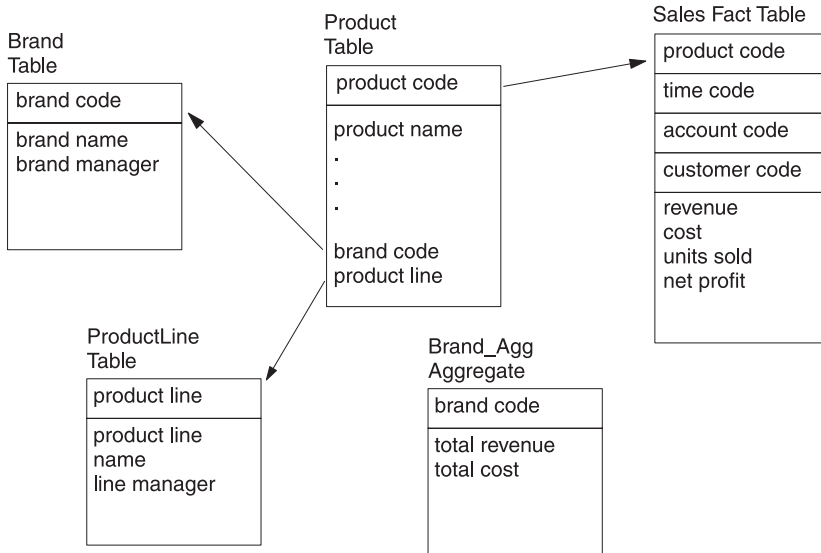 Brand
Table
brand code
brand name
brand manager
Product
Table
product code
product name
.
.
.
brand code
product line
Sales Fact Table
product code
time code
account code
customer code
revenue
cost
units sold
net profit
ProductLine
Table
product line
product line
name
line manager
Brand_Agg
Aggregate
brand code
total revenue
total cost